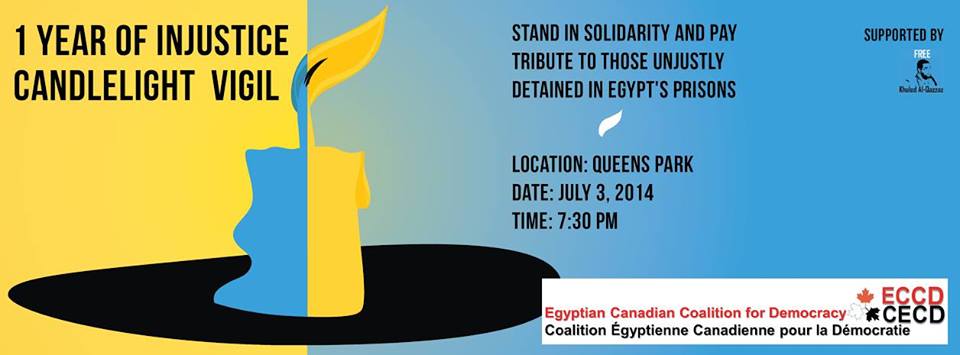 1 YEAR OF INJUSTICE
CANDLELIGHT VIGIL
STAND IN SOLIDARITY AND PAY
TRIBUTE TO THOSE UNJUSTLY
DETAINED IN EGYPT'S PRISONS
LOCATION: QUEENS PARK
DATE: JULY 3, 2014
TIME: 7:30 PM
SUPPORTED BY
FREE
Khaled Al-Qazzaz
Egyptian Canadian Coalition for Democracy
Coalition Égyptienne Canadienne pour la Démocratie
ECCD
CECD